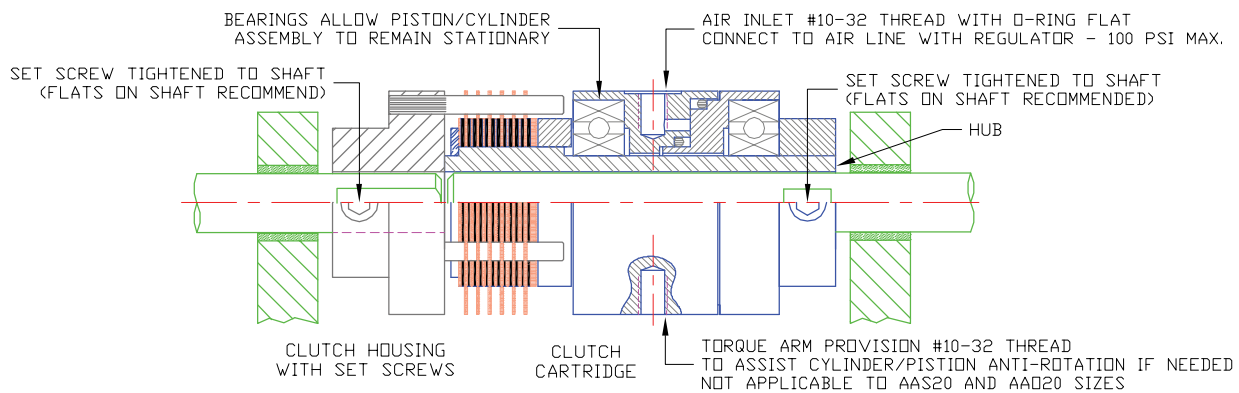 BEARINGS ALLOW PISTON/CYLINDER
ASSEMBLY TO REMAIN STATIONARY
AIR INLET #10-32 THREAD WITH O-RING FLAT
CONNECT TO AIR LINE WITH REGULATOR - 100 PSI MAX.
SET SCREW TIGHTENED TO SHAFT
(FLATS ON SHAFT RECOMMEND)
SET SCREW TIGHTENED TO SHAFT
(FLATS ON SHAFT RECOMMENDED)
HUB
CLUTCH HOUSING
WITH SET SCREWS
CLUTCH
CARTRIDGE
TORQUE ARM PROVISION #10-32 THREAD
TO ASSIST CYLINDER/PISTION ANTI-ROTATION IF NEEDED
NOT APPLICABLE TO AAS20 AND AAO20 SIZES